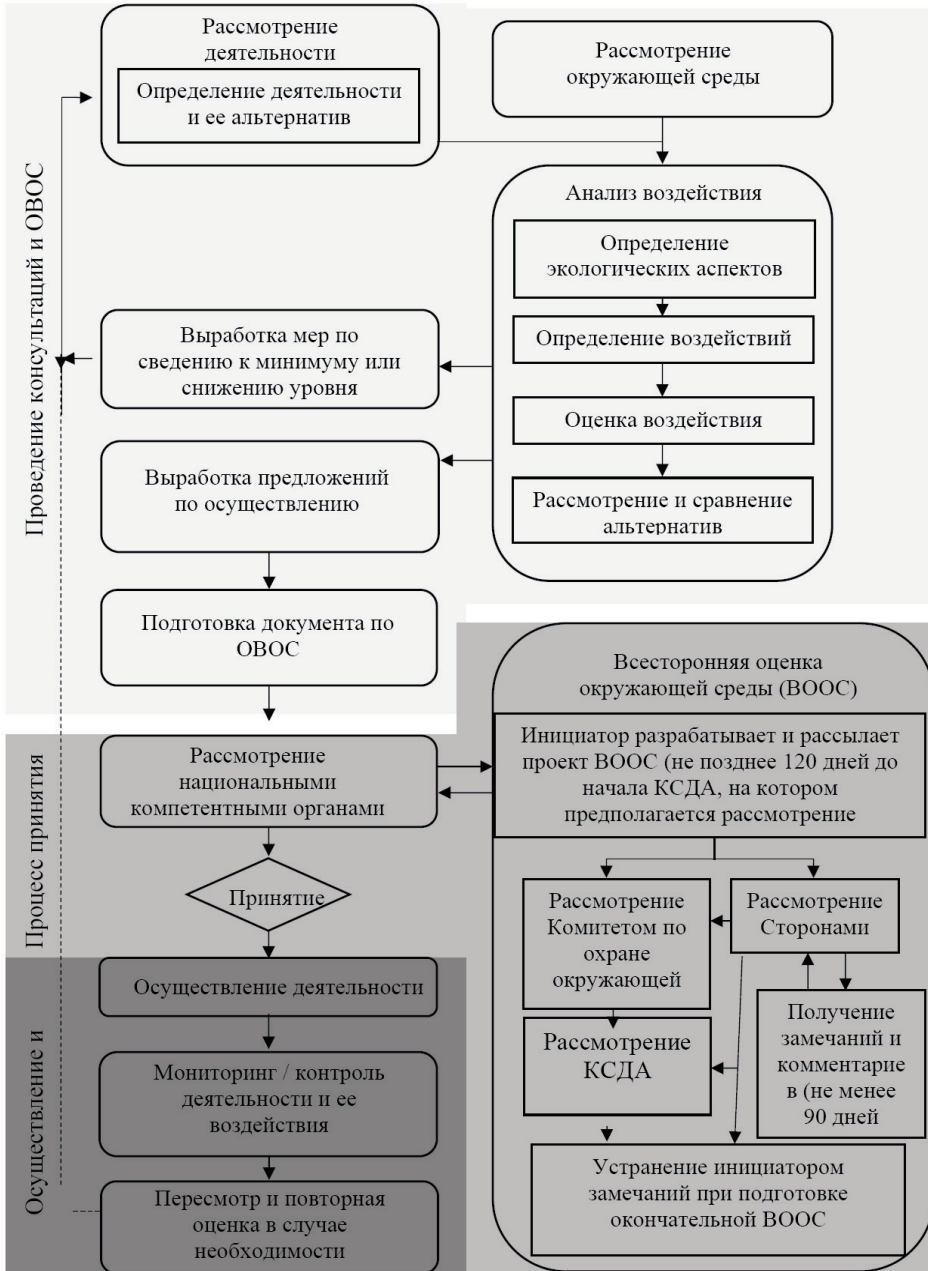 Рассмотрение
деятельности
Определение деятельности
и ее альтернатив
Рассмотрение
окружающей среды
Проведение консультаций и ОВОС
Анализ воздействия
Определение
экологических аспектов
Определение воздействий
Оценка воздействия
Рассмотрение и сравнение
альтернатив
Выработка мер по
сведению к минимуму или
снижению уровня
Выработка предложений
по осуществлению
Подготовка документа по
ОВОС
Процесс принятия
Рассмотрение
национальными
компетентными органами
Принятие
Всесторонняя оценка
окружающей среды (ВООС)
Инициатор разрабатывает и рассылает
проект ВООС (не позднее 120 дней до
начала КСДА, на котором
предполагается рассмотрение
Рассмотрение
Комитетом по
охране
окружающей
Рассмотрение
Сторонами
Получение
замечаний и
комментарие
в (не менее
90 дней
Рассмотрение
КСДА
Устранение инициатором
замечаний при подготовке
окончательной ВООС
Осуществление и
Осуществление деятельности
Мониторинг / контроль
деятельности и ее
воздействия
Пересмотр и повторная
оценка в случае
необходимости